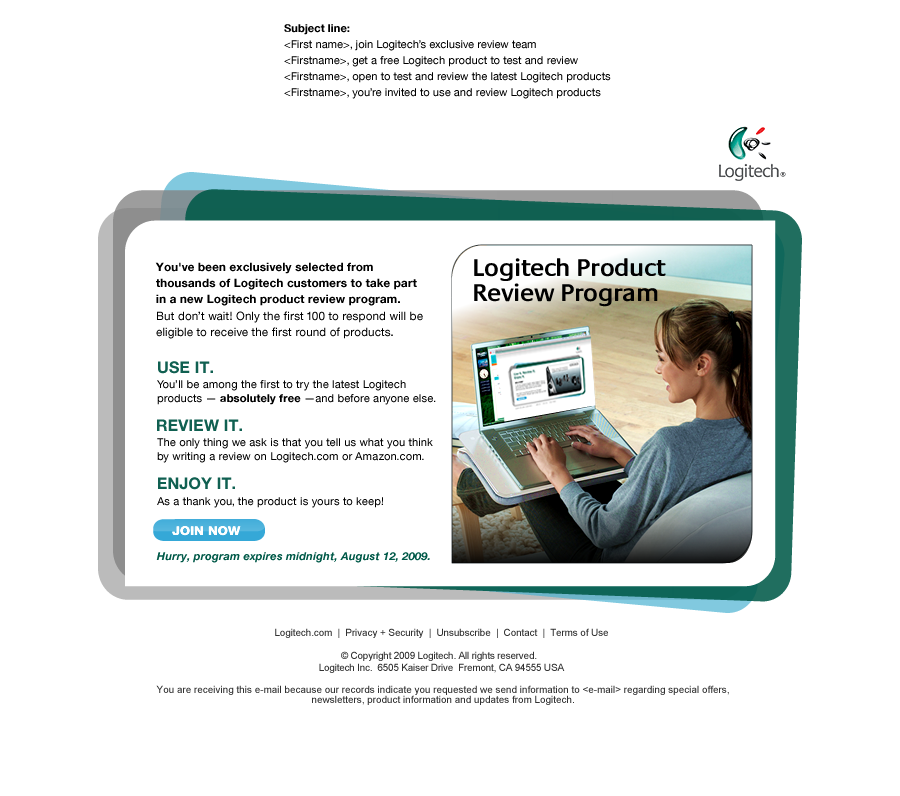 Subject line:
<First name>, join Logitech's exclusive review team
<Firstname>, get a free Logitech product to test and review
<Firstname>, open to test and review the latest Logitech products
<Firstname>, you're invited to use and review Logitech products
Logitech®
You've been exclusively selected from
thousands of Logitech customers to take part
in a new Logitech product review program.
But don't wait! Only the first 100 to respond will be
eligible to receive the first round of products.
USE IT.
You'll be among the first to try the latest Logitech
products — absolutely free —and before anyone else.
REVIEW IT.
The only thing we ask is that you tell us what you think
by writing a review on Logitech.com or Amazon.com.
ENJOY IT.
As a thank you, the product is yours to keep!
JOIN NOW
Hurry, program expires midnight, August 12, 2009.
Logitech Product
Review Program
Logitech.com | Privacy + Security | Unsubscribe | Contact | Terms of Use
© Copyright 2009 Logitech. All rights reserved.
Logitech Inc. 6505 Kaiser Drive Fremont, CA 94555 USA
You are receiving this e-mail because our records indicate you requested we send information to <e-mail> regarding special offers,
newsletters, product information and updates from Logitech.